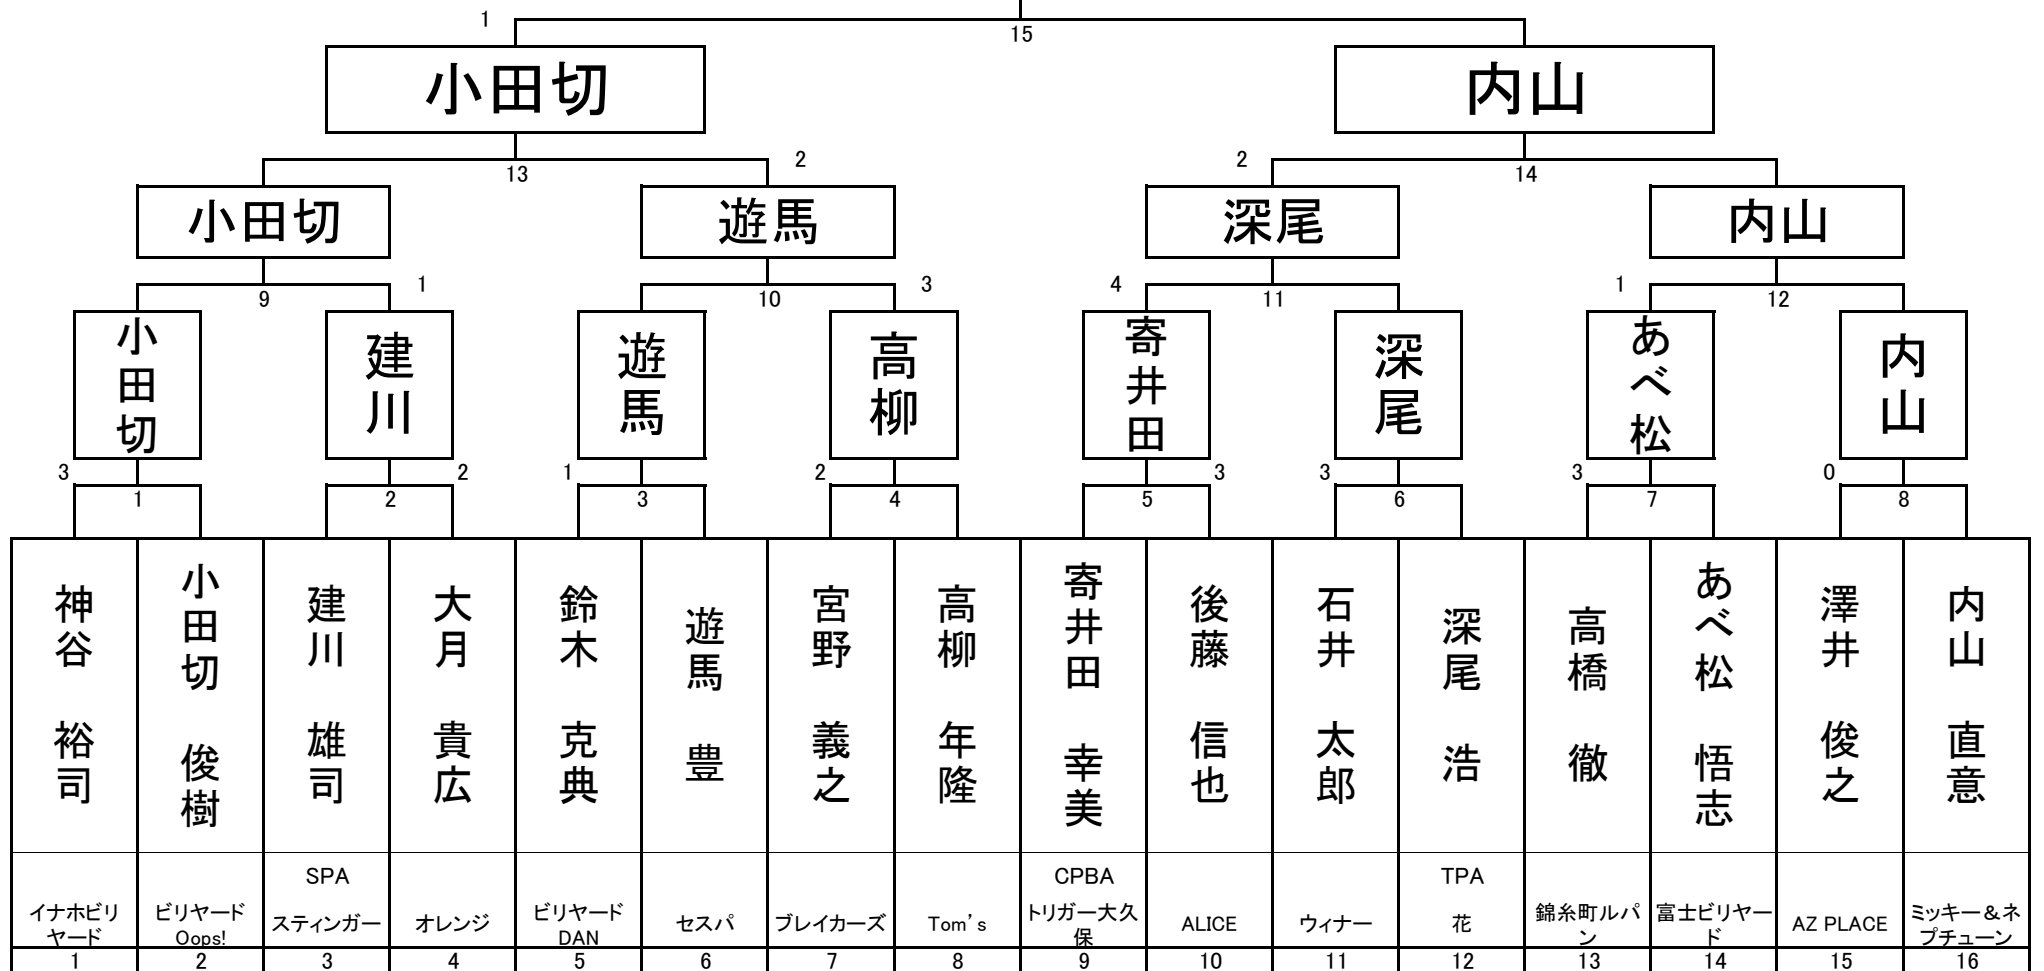 1
15
小田切
内山
2
2
13
14
小田切
遊馬
深尾
内山
1
3
4
1
9
10
11
12
小田切
建川
遊馬
高柳
寄井田
深尾
あべ松
内山
3
2
1
2
3
3
3
0
1
2
3
4
5
6
7
8
神谷 裕司
小田切 俊樹
建川 雄司
大月 貴広
鈴木 克典
遊馬 豊
宮野 義之
高柳 年隆
寄井田 幸美
後藤 信也
石井 太郎
深尾 浩
高橋 徹
あべ松 悟志
澤井 俊之
内山 直意
イナホビリ
ヤード
ビリヤード
Oops!
SPA
スティンガー
オレンジ
ビリヤード
DAN
セスパ
ブレイカーズ
Tom's
CPBA
トリガー大久
保
ALICE
ウィナー
TPA
花
錦糸町ルパ
ン
富士ビリヤー
ド
AZ PLACE
ミッキー＆ネ
プチューン
1 2 3 4 5 6 7 8 9 10 11 12 13 14 15 16